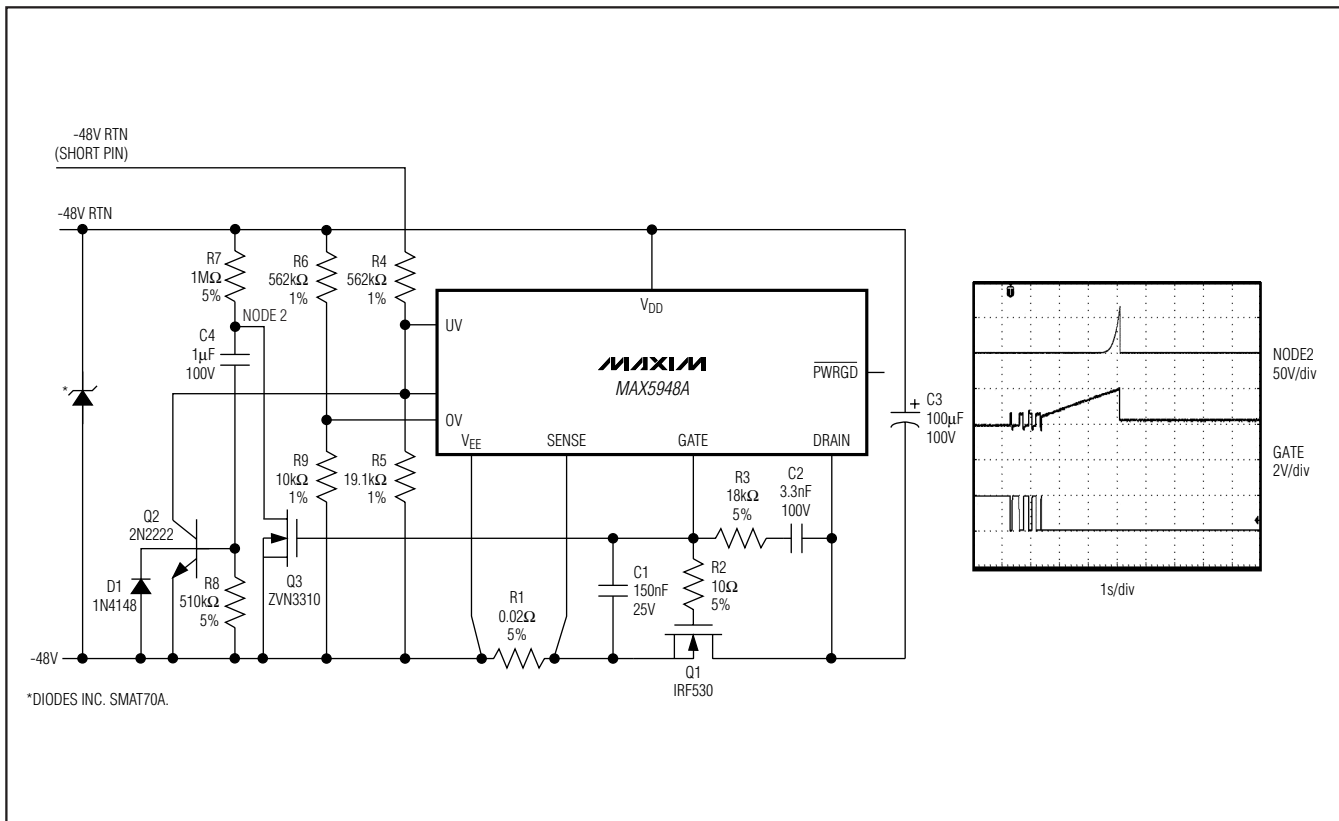 -48V RTN
(SHORT PIN)
-48V RTN
R7
1MΩ
5%
R6
562kΩ
1%
R4
562kΩ
1%
NODE 2
C4
1µF
100V
*
UV
OV
VDD
MAXIM
MAX5948A
PWRGD
VEE
SENSE
GATE
DRAIN
C3
100µF
100V
+
R9
10kΩ
1%
R5
19.1kΩ
1%
R3
18kΩ
5%
C2
3.3nF
100V
Q2
2N2222
D1
1N4148
R8
510kΩ
5%
Q3
ZVN3310
R1
0.02Ω
5%
C1
150nF
25V
R2
10Ω
5%
Q1
IRF530
-48V
*DIODES INC. SMAT70A.
T
NODE2
50V/div
GATE
2V/div
1s/div